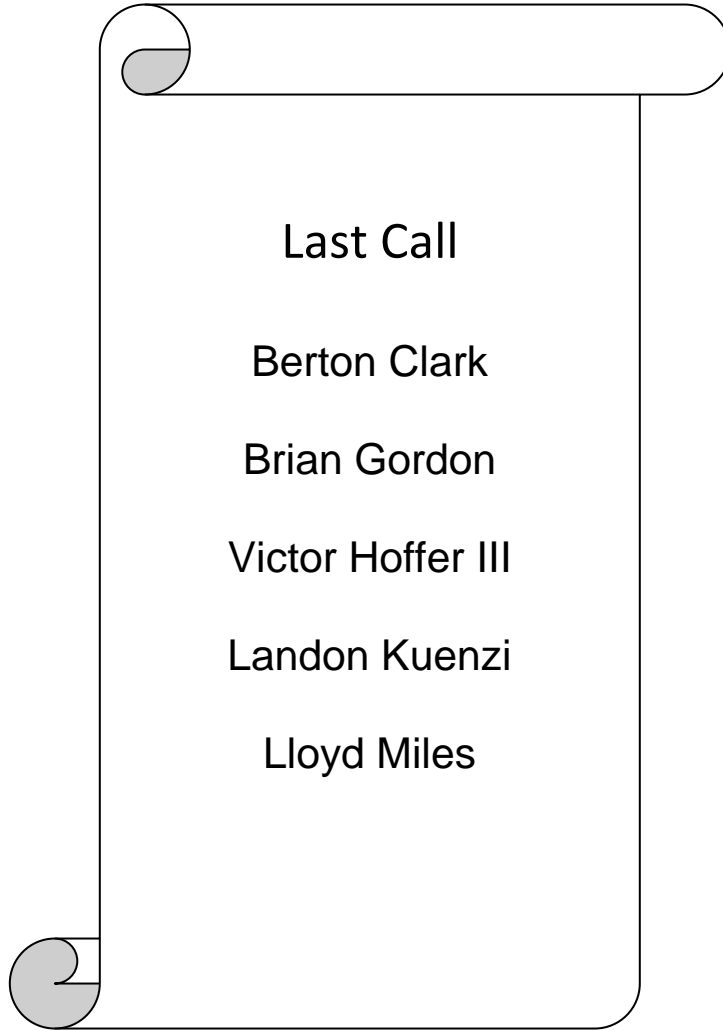 Last Call
Berton Clark
Brian Gordon
Victor Hoffer III
Landon Kuenzi
Lloyd Miles